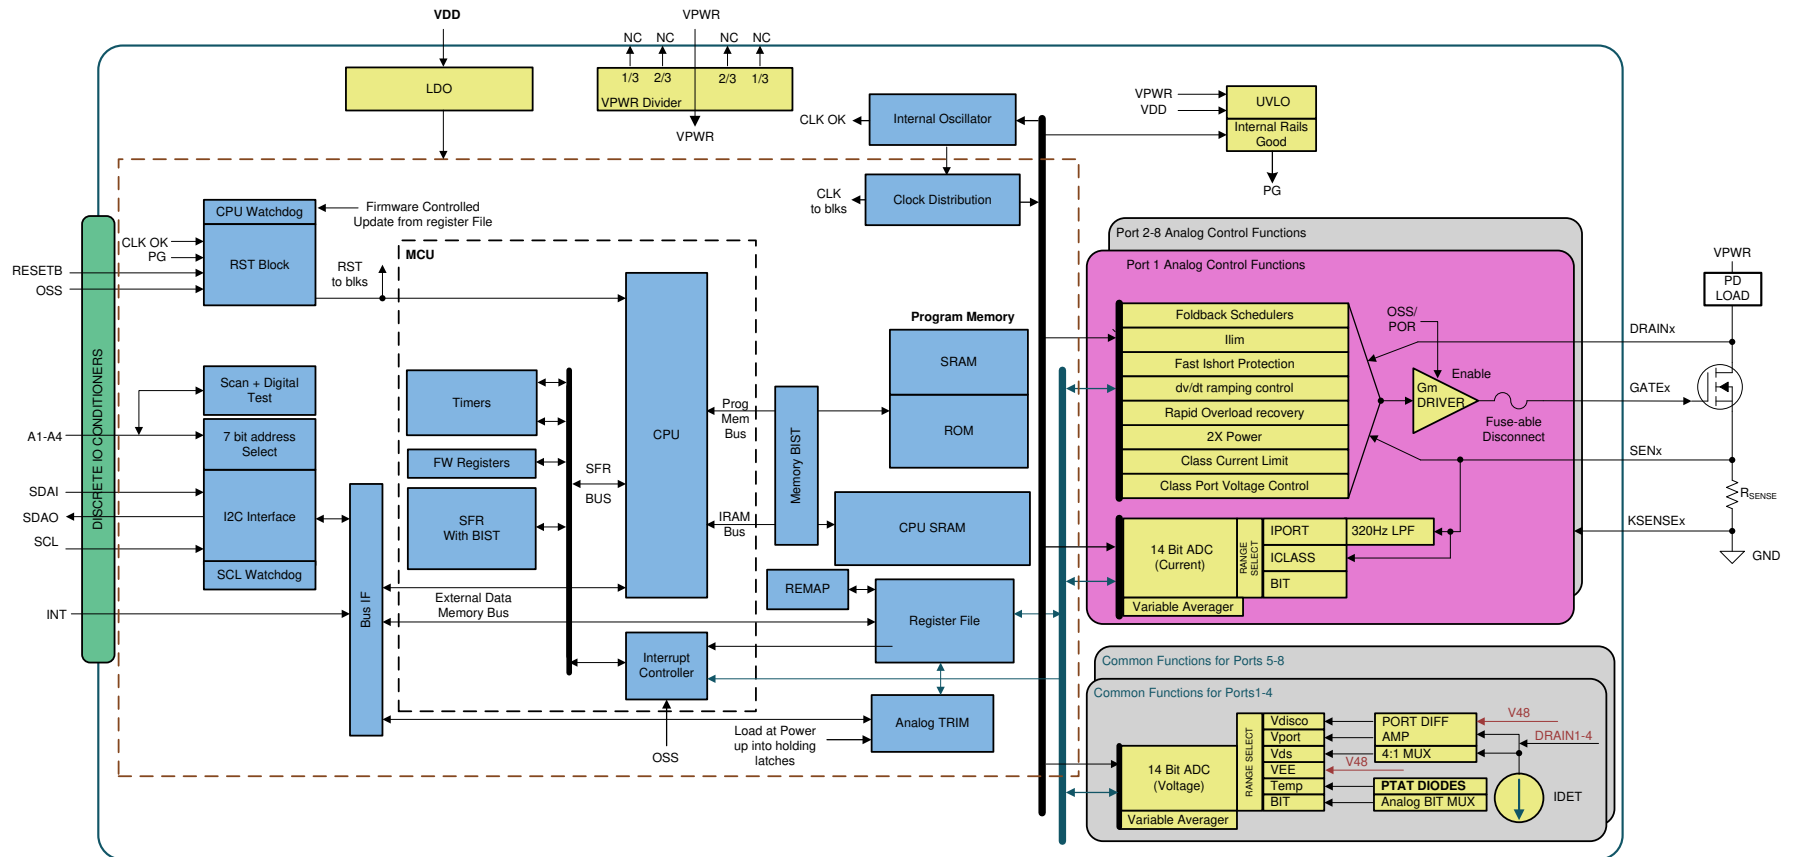 VDD
VPWR
NC
NC
NC
NC
1/3
2/3
2/3
1/3
VPWR Divider
VPWR
LDO
CLK OK
Internal Oscillator
VPWR
VDD
UVLO
Internal Rails
Good
PG
CLK
to blks
Clock Distribution
CPU Watchdog
Firmware Controlled
Update from register File
CLK OK
PG
RESETB
OSS
RST Block
RST
to blks
MCU
DISCRETE IO CONDITIONERS
Scan + Digital
Test
A1-A4
7 bit address
Select
SDAI
SDAO
SCL
I2C Interface
SCL Watchdog
INT
Bus IF
Timers
FW Registers
SFR
With BIST
SFR
BUS
CPU
External Data
Memory Bus
Interrupt
Controller
OSS
Prog
Mem
Bus
IRAM
Bus
Memory BIST
Program Memory
SRAM
ROM
CPU SRAM
REMAP
Register File
Analog TRIM
Load at Power
up into holding
latches
Port 2-8 Analog Control Functions
Port 1 Analog Control Functions
Foldback Schedulers
Ilim
Fast Ishort Protection
dv/dt ramping control
Rapid Overload recovery
2X Power
Class Current Limit
Class Port Voltage Control
OSS/
POR
Enable
Gm
DRIVER
Fuse-able
Disconnect
VPWR
PD
LOAD
DRAINx
GATEx
SENx
RSENSE
KSENSEx
GND
14 Bit ADC
(Current)
RANGE
SELECT
IPORT
320Hz LPF
ICLASS
BIT
Variable Averager
Common Functions for Ports 5-8
Common Functions for Ports1-4
14 Bit ADC
(Voltage)
Variable Averager
RANGE SELECT
Vdisco
Vport
Vds
VEE
Temp
BIT
PORT DIFF
AMP
4:1 MUX
V48
DRAIN1-4
V48
PTAT DIODES
Analog BIT MUX
IDET